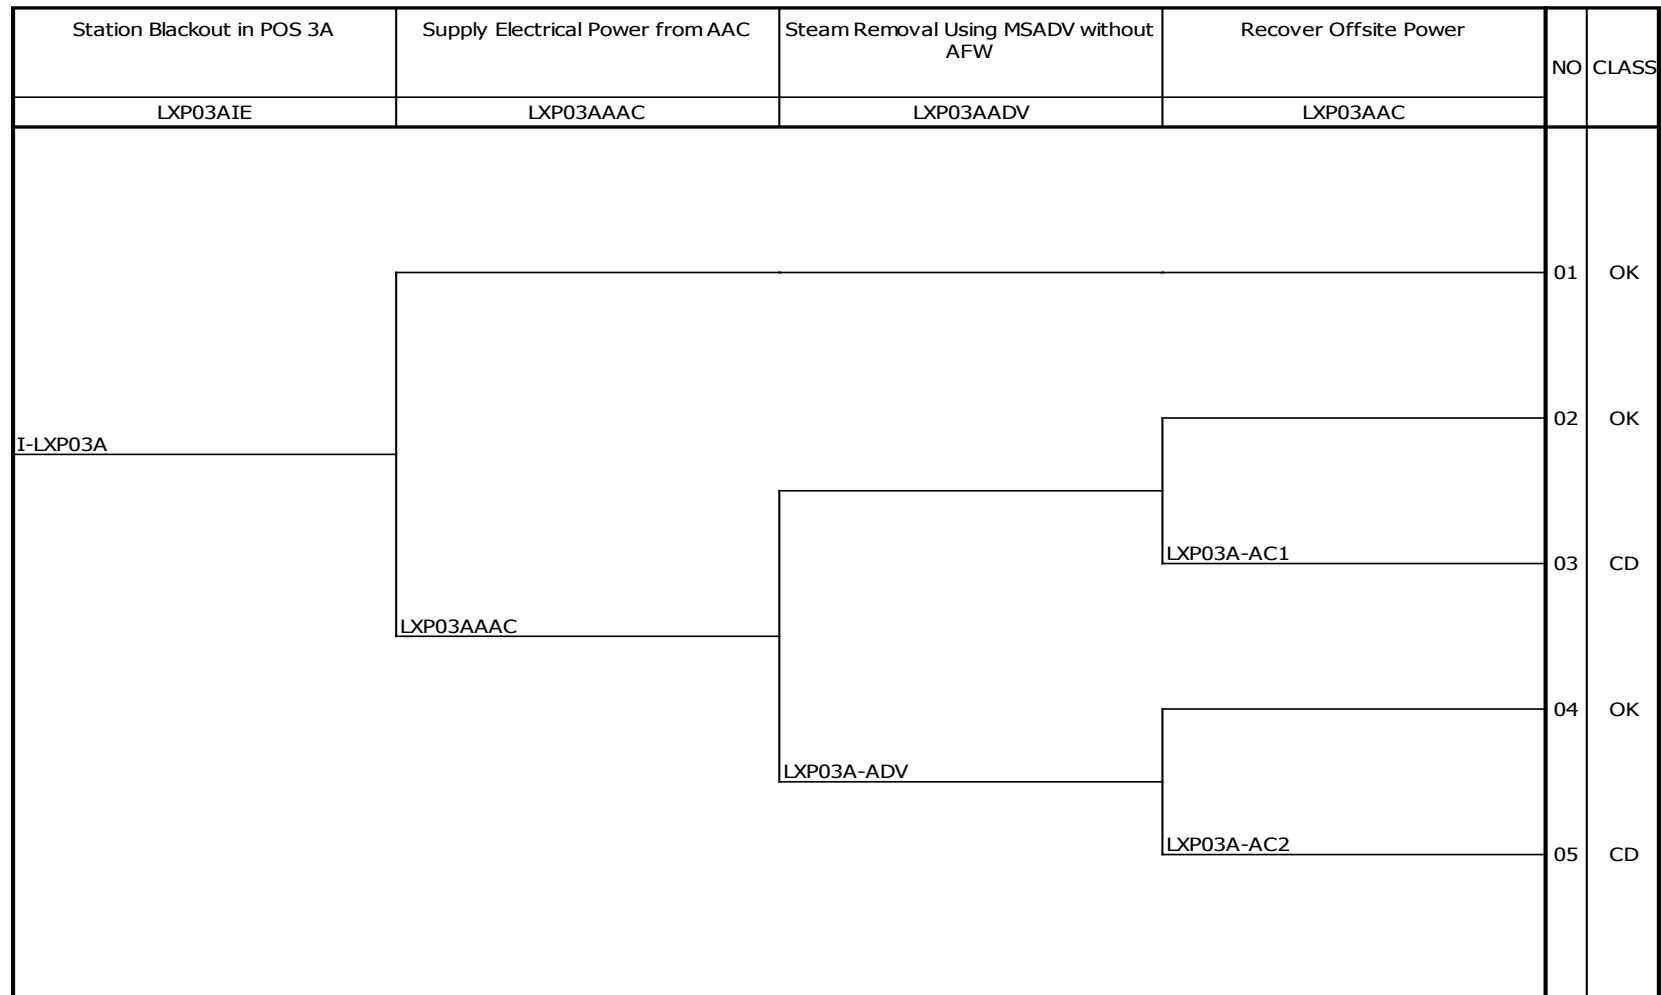 Station Blackout in POS 3A
Supply Electrical Power from AAC
Steam Removal Using MSADV without
AFW
Recover Offsite Power
NO
CLASS
LXP03AIE
LXP03AAAC
LXP03AADV
LXP03AAC
01
OK
02
OK
I-LXP03A
LXP03A-AC1
03
CD
LXP03AAAC
04
OK
LXP03A-ADV
LXP03A-AC2
05
CD